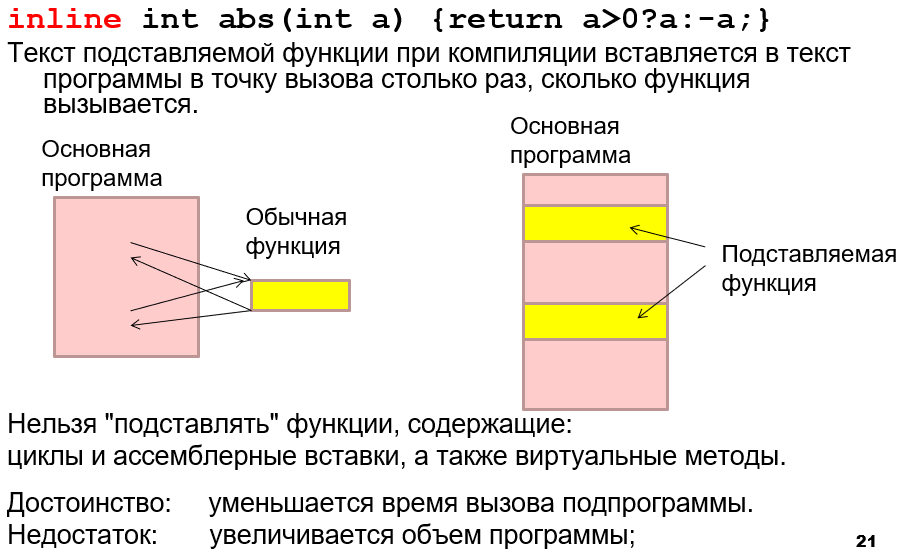 inline int abs(int a) {return a>0?a:-a;}
Текст подставляемой функции при компиляции вставляется в текст
программы в точку вызова столько раз, сколько функция
вызывается.
Основная
программа
Обычная
функция
Основная
программа
Подставляемая
функция
Нельзя "подставлять" функции, содержащие:
циклы и ассемблерные вставки, а также виртуальные методы.
Достоинство: уменьшается время вызова подпрограммы.
Недостаток: увеличивается объем программы;
21